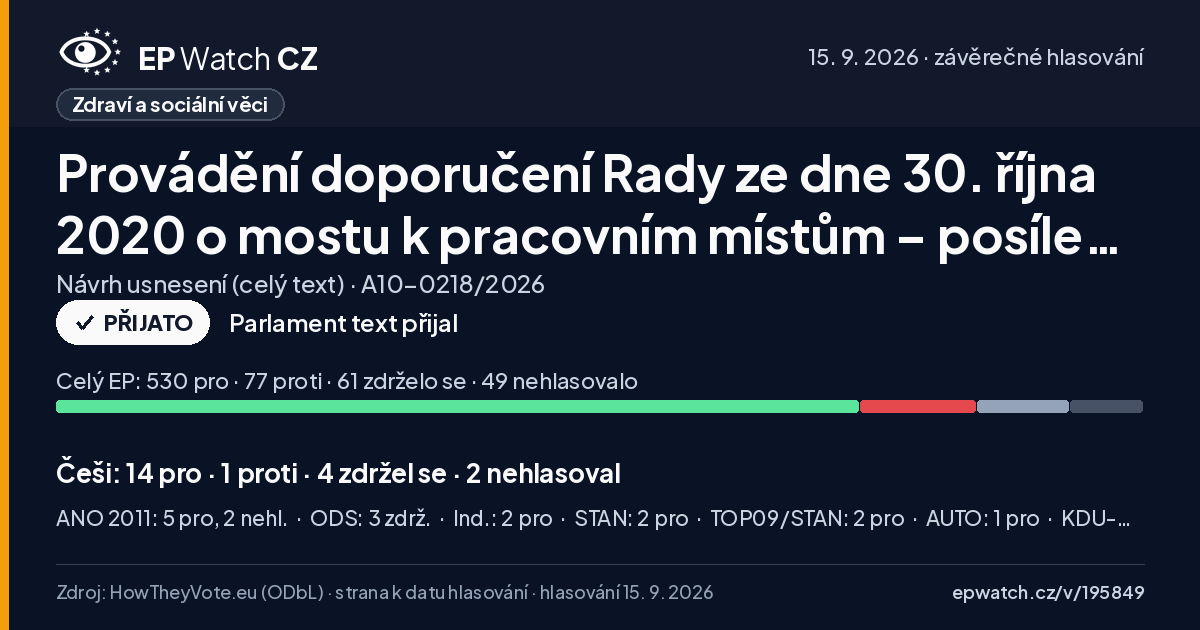 EP Watch CZ
15. 9. 2026 · závěrečné hlasování
Zdraví a sociální věci
Provádění doporučení Rady ze dne 30. října
2020 o mostu k pracovním místům – posíle…
Návrh usnesení (celý text) · A10–0218/2026
✓ PŘIJATO
Parlament text přijal
Celý EP: 530 pro · 77 proti · 61 zdrželo se · 49 nehlasovalo
Češi: 14 pro · 1 proti · 4 zdržel se · 2 nehlasoval
ANO 2011: 5 pro, 2 nehl. · ODS: 3 zdrž. · Ind.: 2 pro · STAN: 2 pro · TOP09/STAN: 2 pro · AUTO: 1 pro · KDU-…
Zdroj: HowTheyVote.eu (ODbL) · strana k datu hlasování · hlasování 15. 9. 2026
epwatch.cz/v/195849